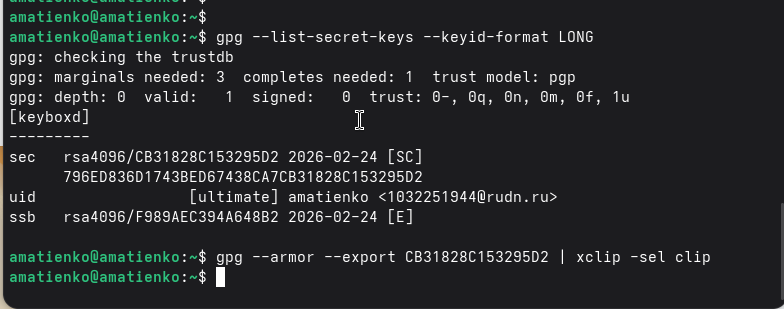 amatienko@amatienko:~$
amatienko@amatienko:~$ gpg --list-secret-keys --keyid-format LONG
gpg: checking the trustdb
gpg: marginals needed: 3  completes needed: 1  trust model: pgp
gpg: depth: 0  valid:   1  signed:   0  trust: 0-, 0q, 0n, 0m, 0f, 1u
[keyboxd]
---------
sec   rsa4096/CB31828C153295D2 2026-02-24 [SC]
      796ED836D1743BED67438CA7CB31828C153295D2
uid                 [ultimate] amatienko <1032251944@rudn.ru>
ssb   rsa4096/F989AEC394A648B2 2026-02-24 [E]

amatienko@amatienko:~$ gpg --armor --export CB31828C153295D2 | xclip -sel clip
amatienko@amatienko:~$